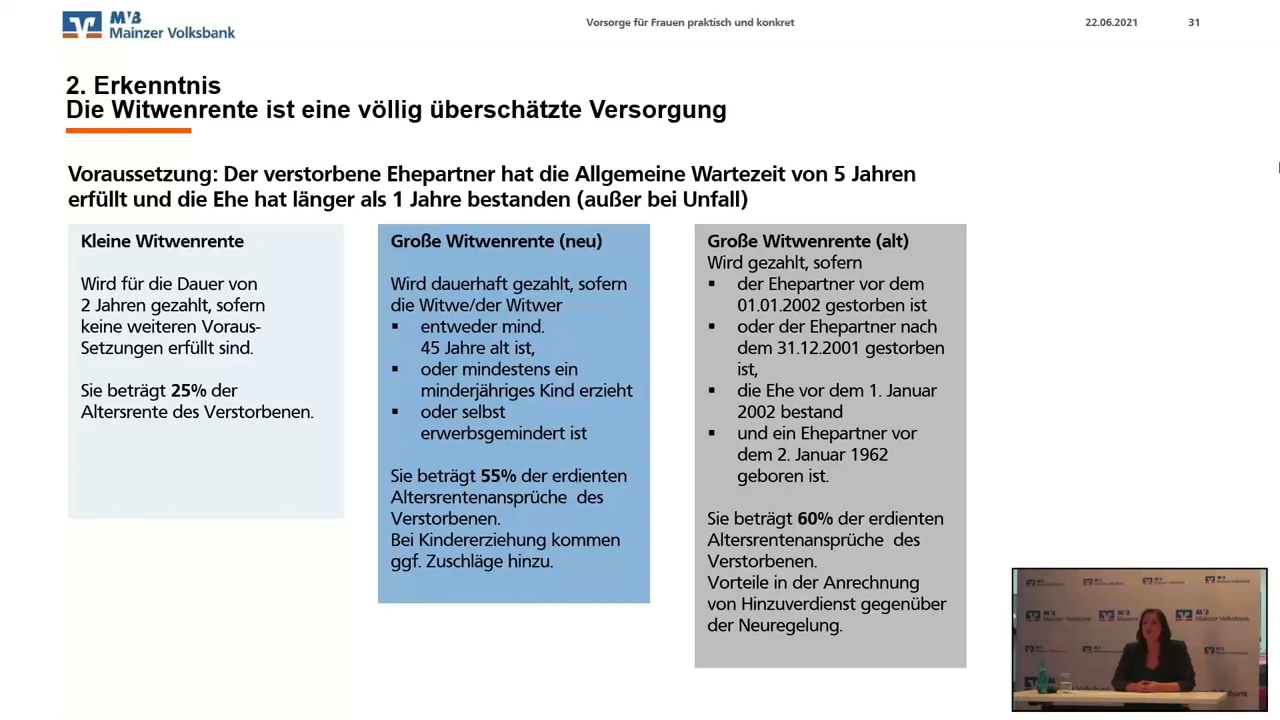 MVB
Mainzer Volksbank
Vorsorge für Frauen praktisch und konkret
22.06.2021
31
2. Erkenntnis
Die Witwenrente ist eine völlig überschätzte Versorgung
Voraussetzung: Der verstorbene Ehepartner hat die Allgemeine Wartezeit von 5 Jahren
erfüllt und die Ehe hat länger als 1 Jahre bestanden (außer bei Unfall)
Kleine Witwenrente
Wird für die Dauer von
2 Jahren gezahlt, sofern
keine weiteren Voraus-
Setzungen erfüllt sind.
Sie beträgt 25% der
Altersrente des Verstorbenen.
Große Witwenrente (neu)
Wird dauerhaft gezahlt, sofern
die Witwe/der Witwer
▪ entweder mind.
45 Jahre alt ist,
▪ oder mindestens ein
minderjähriges Kind erzieht
▪ oder selbst
erwerbsgemindert ist
Sie beträgt 55% der erdienten
Altersrentenansprüche des
Verstorbenen.
Bei Kindererziehung kommen
ggf. Zuschläge hinzu.
Große Witwenrente (alt)
Wird gezahlt, sofern
▪ der Ehepartner vor dem
01.01.2002 gestorben ist
▪ oder der Ehepartner nach
dem 31.12.2001 gestorben
ist,
▪ die Ehe vor dem 1. Januar
2002 bestand
▪ und ein Ehepartner vor
dem 2. Januar 1962
geboren ist.
Sie beträgt 60% der erdienten
Altersrentenansprüche des
Verstorbenen.
Vorteile in der Anrechnung
von Hinzuverdienst gegenüber
der Neuregelung.